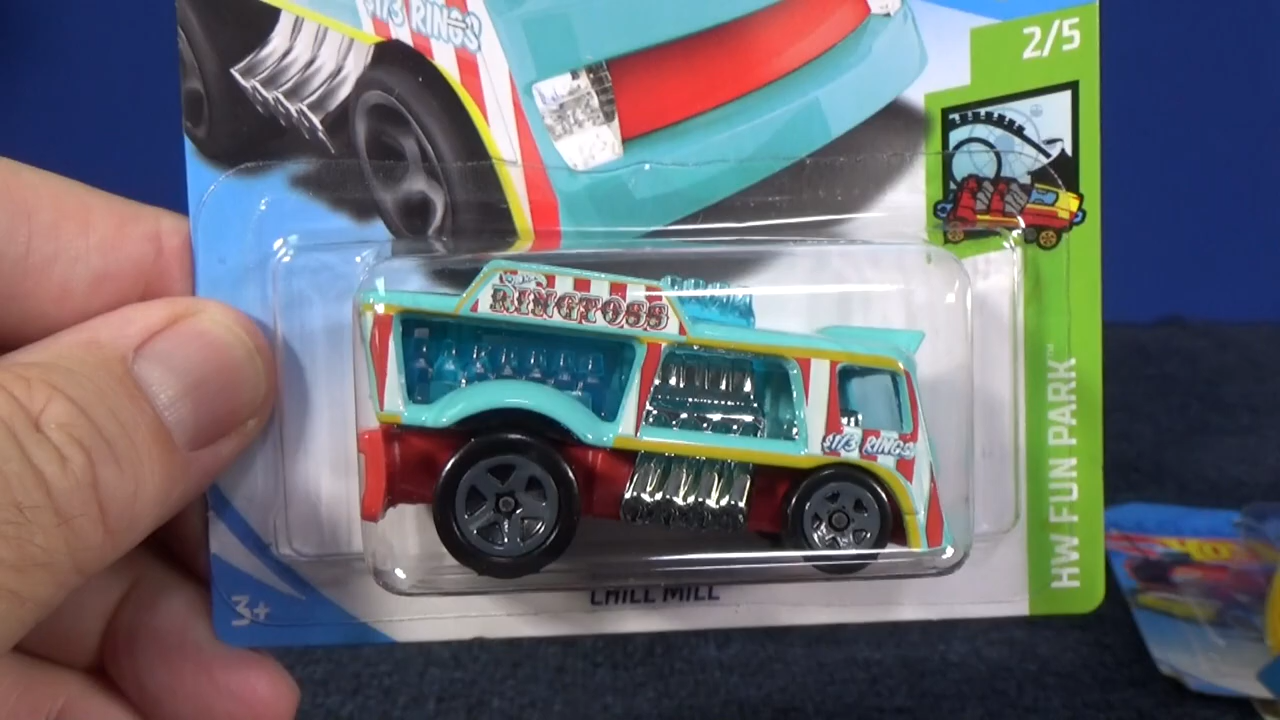 $1/3 RINGS
2/5
RINGTOSS
$1/3 RINGS
HW FUN PARK™
CHILL MILL
3+